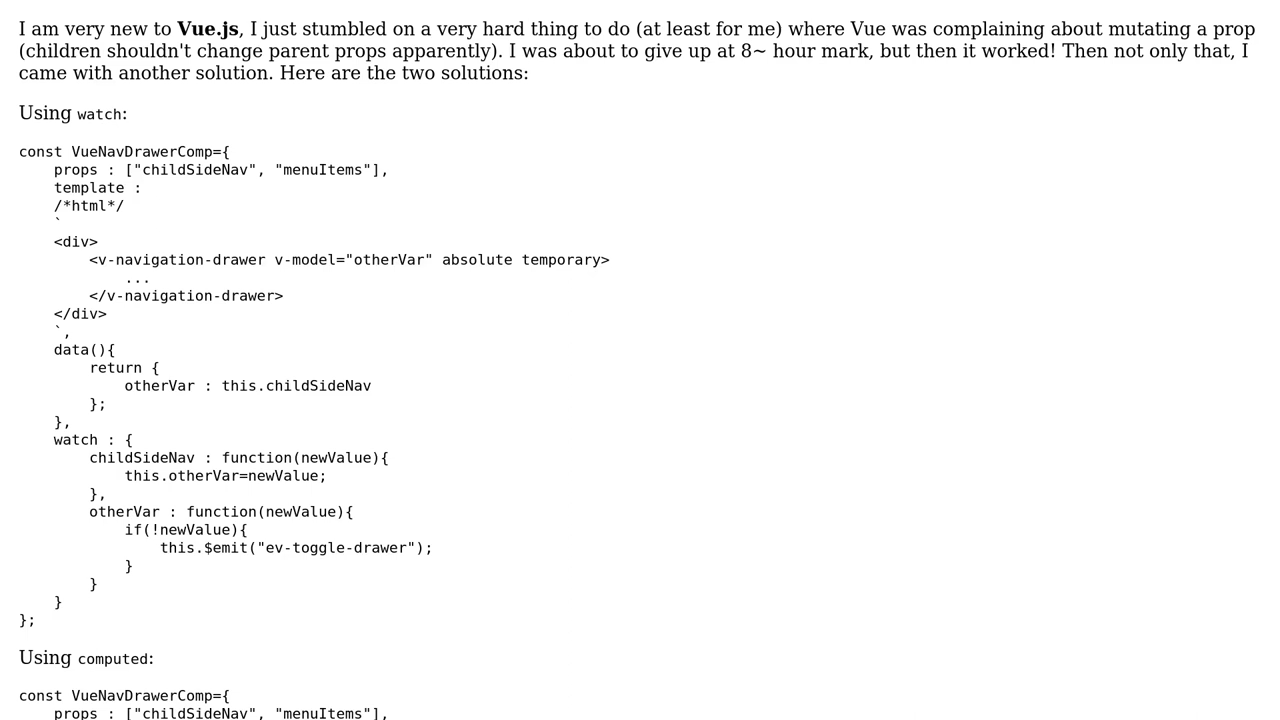 I am very new to Vue.js, I just stumbled on a very hard thing to do (at least for me) where Vue was complaining about mutating a prop
(children shouldn't change parent props apparently). I was about to give up at 8~ hour mark, but then it worked! Then not only that, I
came with another solution. Here are the two solutions:
Using watch:
const VueNavDrawerComp={
    props : ["childSideNav", "menuItems"],
    template :
    /*html*/
    `
    <div>
        <v-navigation-drawer v-model="otherVar" absolute temporary>
            ...
        </v-navigation-drawer>
    </div>
    `,
    data(){
        return {
            otherVar : this.childSideNav
        };
    },
    watch : {
        childSideNav : function(newValue){
            this.otherVar=newValue;
        },
        otherVar : function(newValue){
            if(!newValue){
                this.$emit("ev-toggle-drawer");
            }
        }
    }
};
Using computed:
const VueNavDrawerComp={
    props : ["childSideNav", "menuItems"],